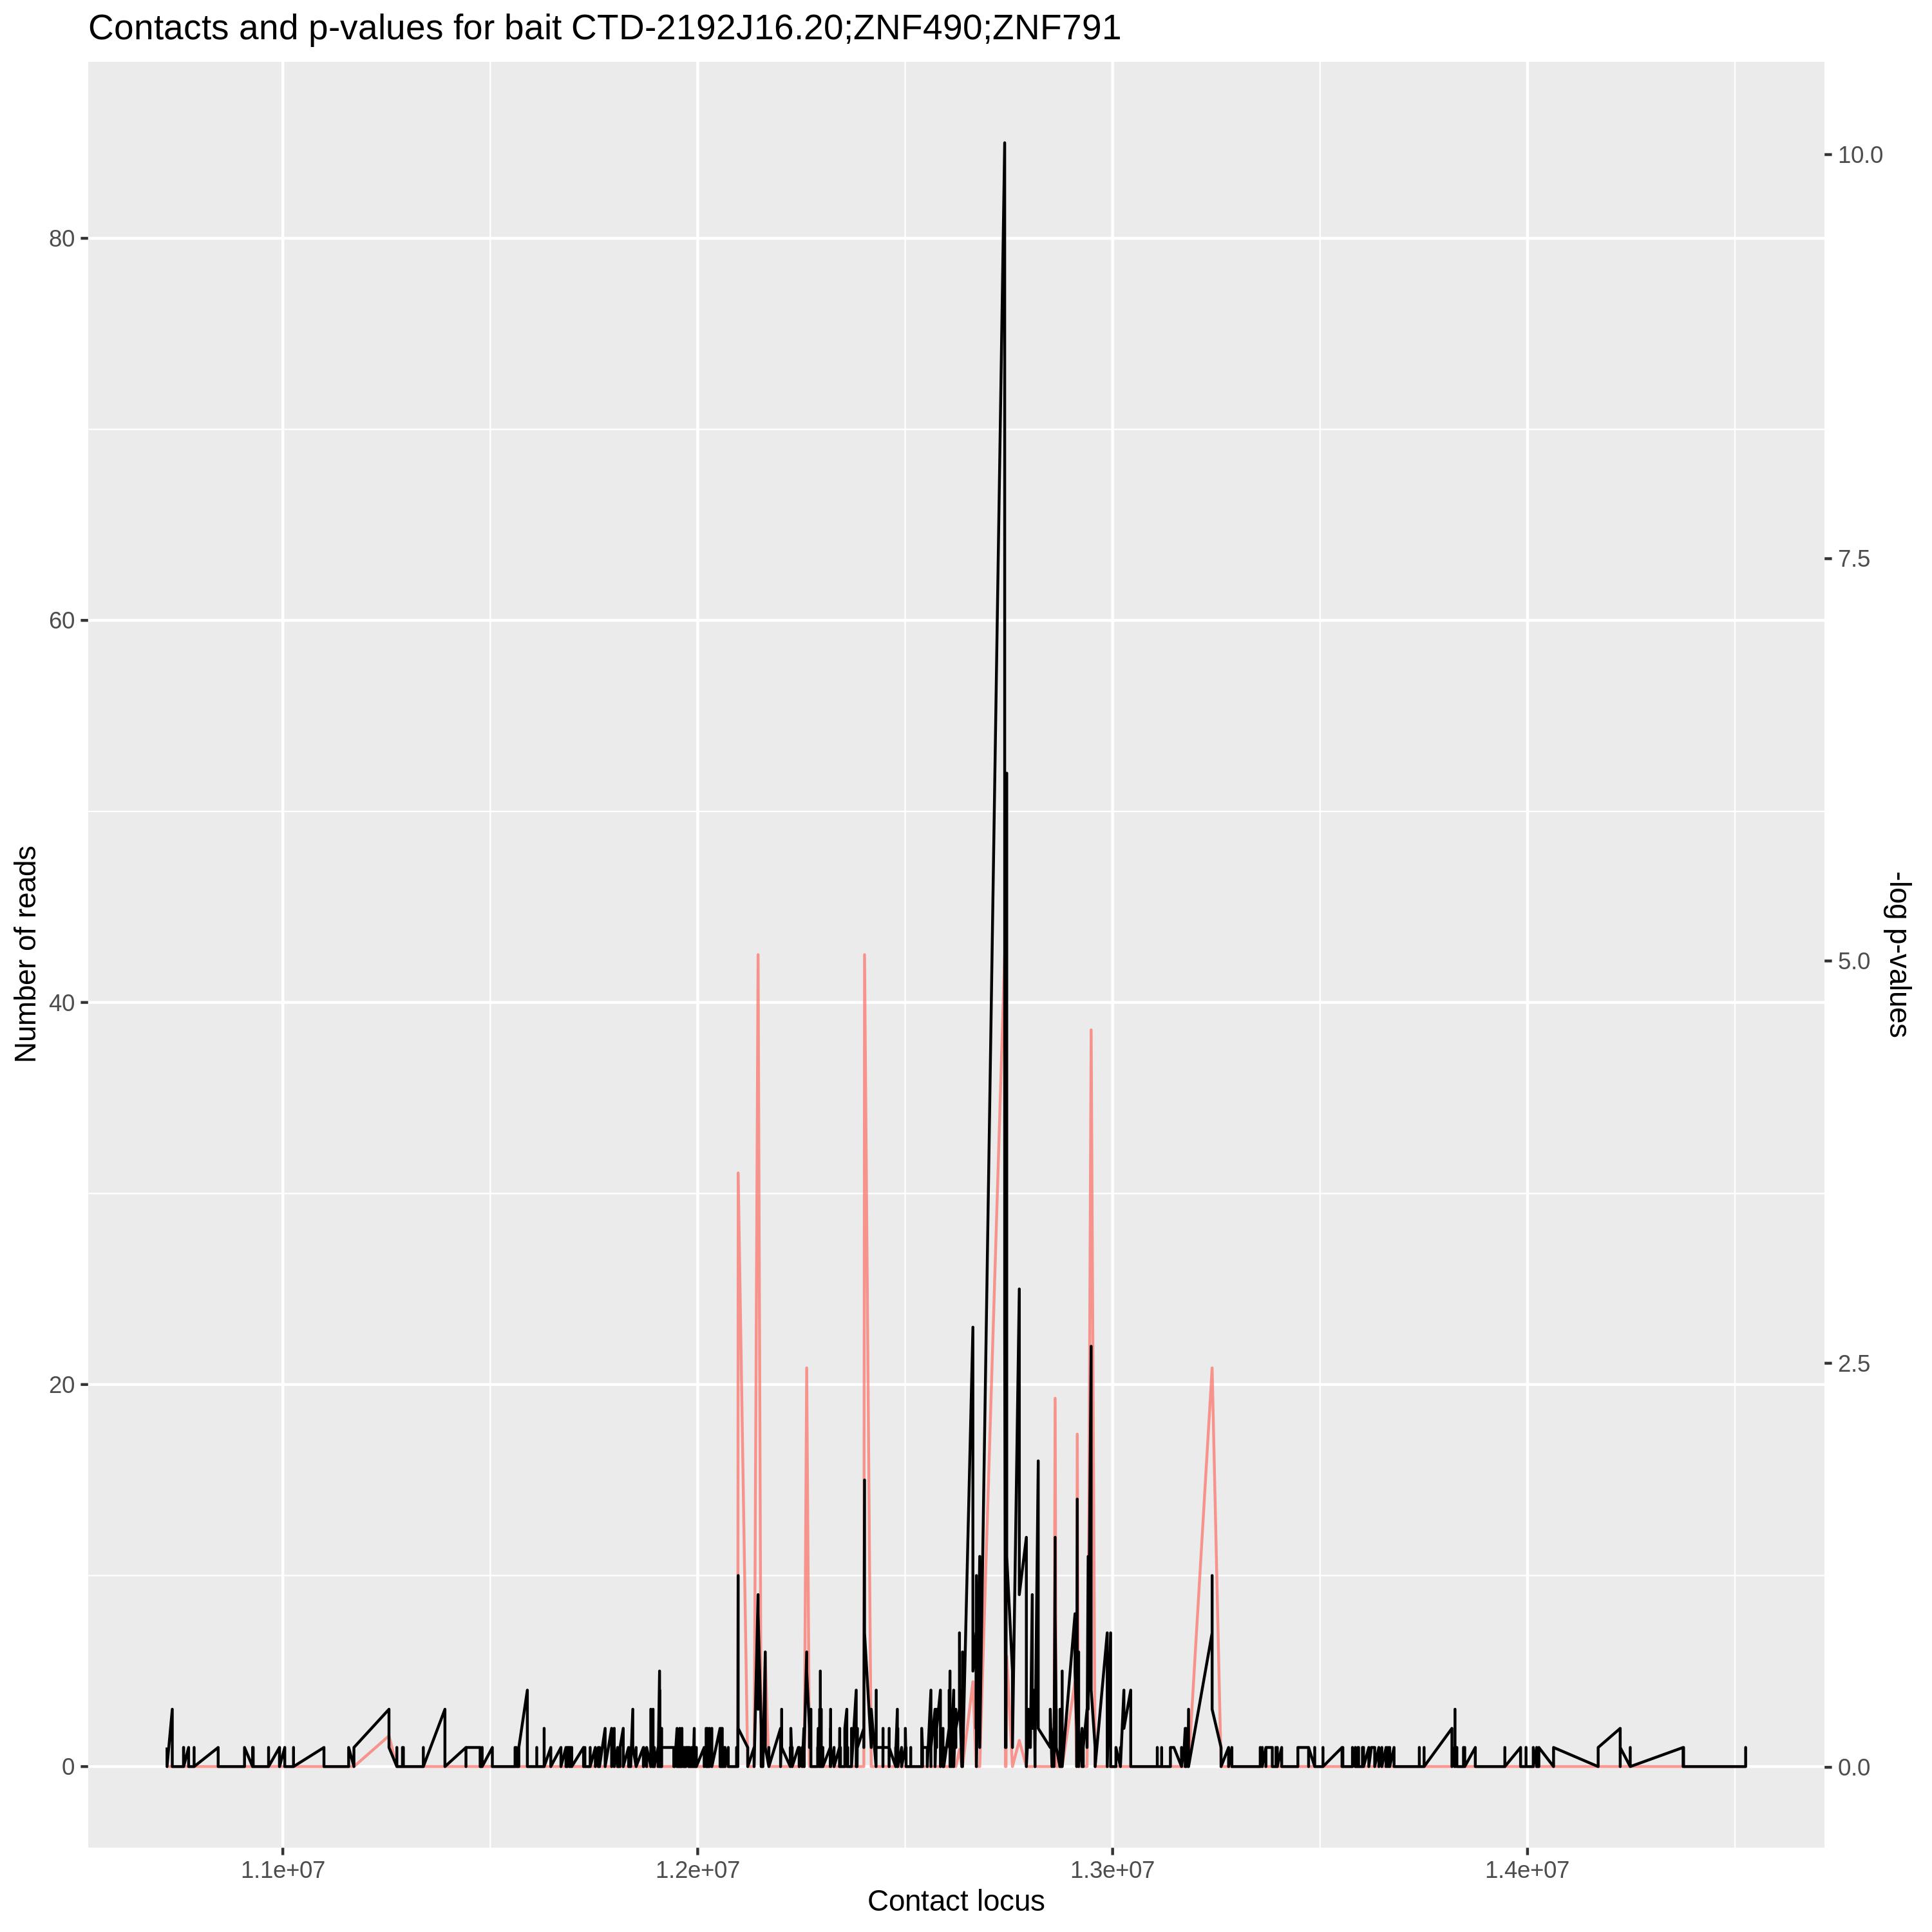 Contacts and p-values for bait CTD-2192J16.20;ZNF490;ZNF791
Number of reads
80
60
40
20
0
10.0
7.5
5.0
2.5
0.0
-log p-values
1.1e+07
1.2e+07
1.3e+07
1.4e+07
Contact locus